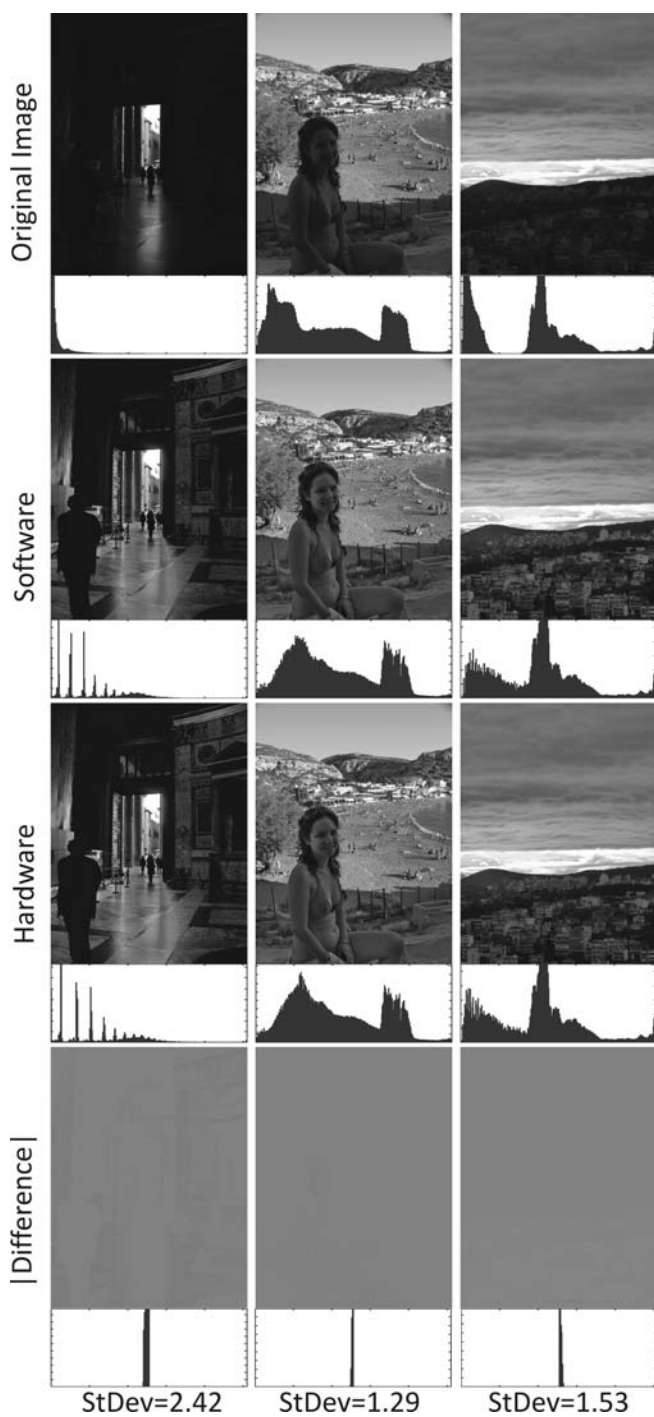 Original Image
Software
Hardware
|Difference|
StDev=2.42
StDev=1.29
StDev=1.53